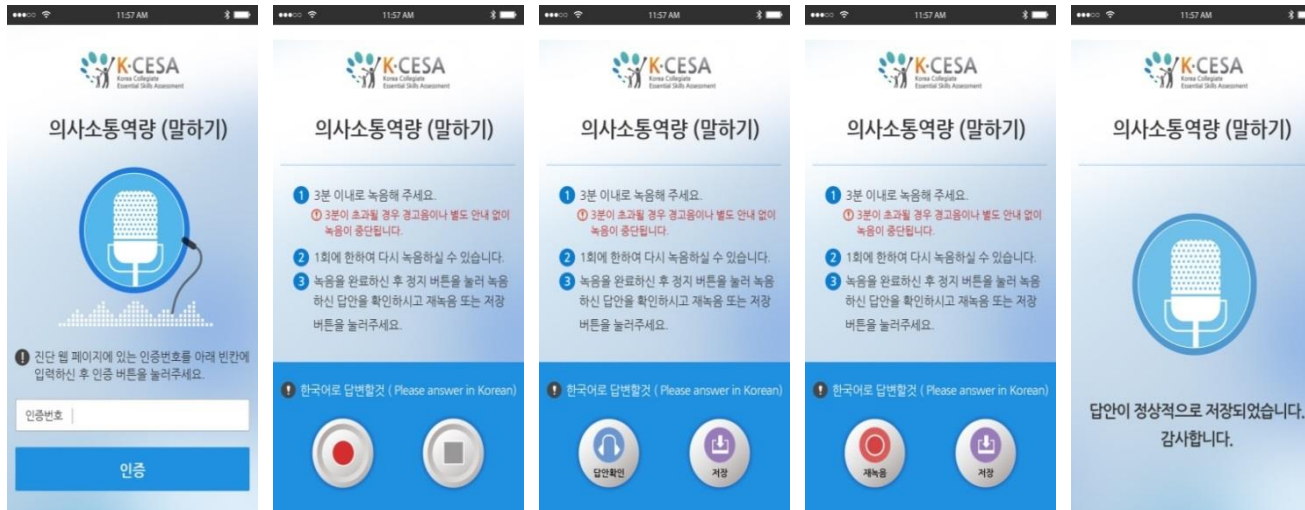 11:57 AM
K·CESA
Korea Collegiate
Essential Skills Assessment
의사소통역량 (말하기)
진단 웹 페이지에 있는 인증번호를 아래 빈칸에
입력하신 후 인증 버튼을 눌러주세요.
인증번호
인증
11:57 AM
K·CESA
Korea Collegiate
Essential Skills Assessment
의사소통역량 (말하기)
1 3분 이내로 녹음해 주세요.
3분이 초과될 경우 경고음이나 별도 안내 없이
녹음이 중단됩니다.
2 1회에 한하여 다시 녹음하실 수 있습니다.
3 녹음을 완료하신 후 정지 버튼을 눌러 녹음
하신 답안을 확인하시고 재녹음 또는 저장
버튼을 눌러주세요.
한국어로 답변할것 ( Please answer in Korean)
11:57 AM
K·CESA
Korea Collegiate
Essential Skills Assessment
의사소통역량 (말하기)
1 3분 이내로 녹음해 주세요.
3분이 초과될 경우 경고음이나 별도 안내 없이
녹음이 중단됩니다.
2 1회에 한하여 다시 녹음하실 수 있습니다.
3 녹음을 완료하신 후 정지 버튼을 눌러 녹음
하신 답안을 확인하시고 재녹음 또는 저장
버튼을 눌러주세요.
한국어로 답변할것 ( Please answer in Korean)
답안확인
저장
11:57 AM
K·CESA
Korea Collegiate
Essential Skills Assessment
의사소통역량 (말하기)
1 3분 이내로 녹음해 주세요.
3분이 초과될 경우 경고음이나 별도 안내 없이
녹음이 중단됩니다.
2 1회에 한하여 다시 녹음하실 수 있습니다.
3 녹음을 완료하신 후 정지 버튼을 눌러 녹음
하신 답안을 확인하시고 재녹음 또는 저장
버튼을 눌러주세요.
한국어로 답변할것 ( Please answer in Korean)
재녹음
저장
11:57 AM
K·CESA
Korea Collegiate
Essential Skills Assessment
의사소통역량 (말하기)
답안이 정상적으로 저장되었습니다.
감사합니다.